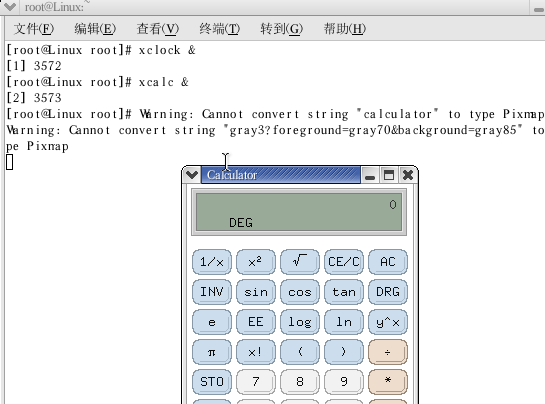 root@Linux:~
文件(F) 编辑(E) 查看(V) 终端(T) 转到(G) 帮助(H)
[root@Linux root]# xclock &
[1] 3572
[root@Linux root]# xcalc &
[2] 3573
[root@Linux root]# Warning: Cannot convert string "calculator" to type Pixmap
Warning: Cannot convert string "gray3?foreground=gray70&background=gray85" to ty
pe Pixmap
Calculator
0
DEG
1/x x² √ CE/C AC
INV sin cos tan DRG
e EE log ln y^x
π x! ( ) ÷
STO 7 8 9 *